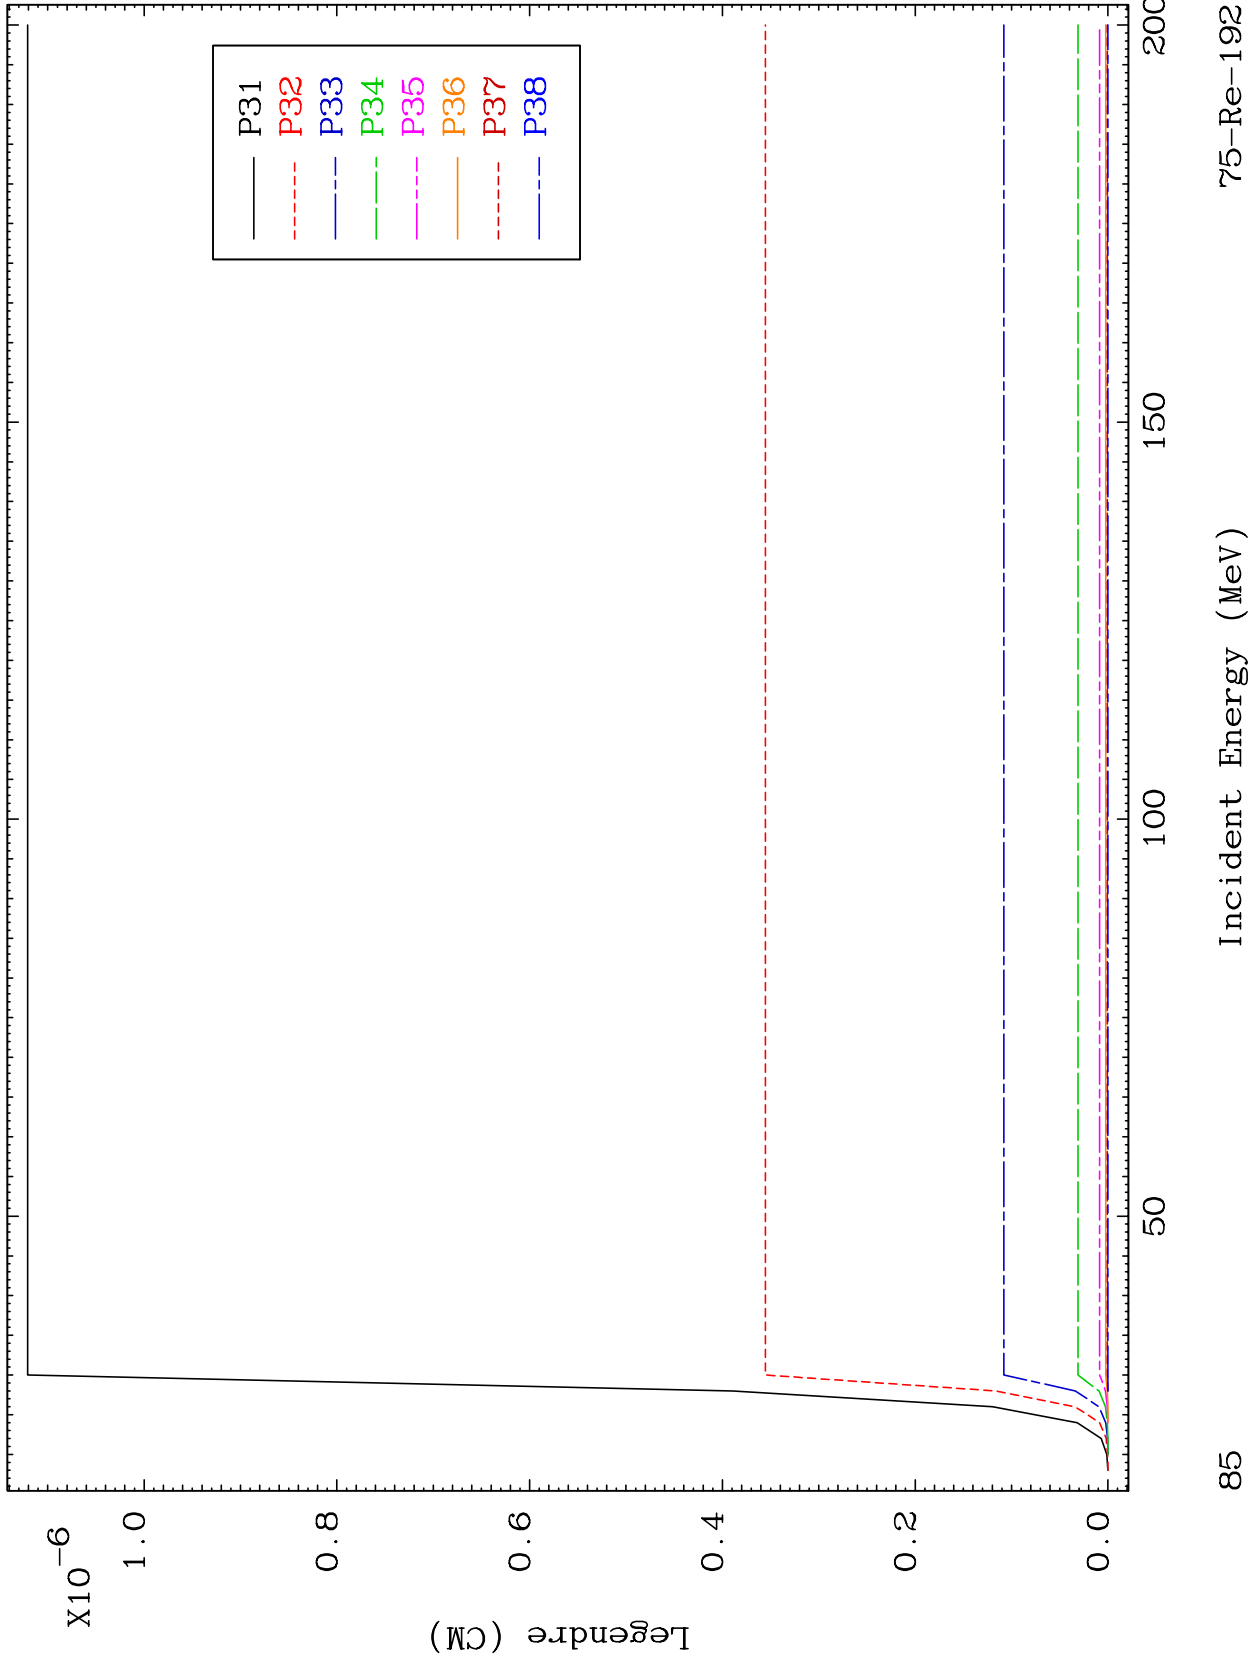 X10-6
1.0
0.8
0.6
0.4
0.2
0.0
Legendre (CM)
P31
P32
P33
P34
P35
P36
P37
P38
50
100
150
200
Incident Energy (MeV)
85
75-Re-192